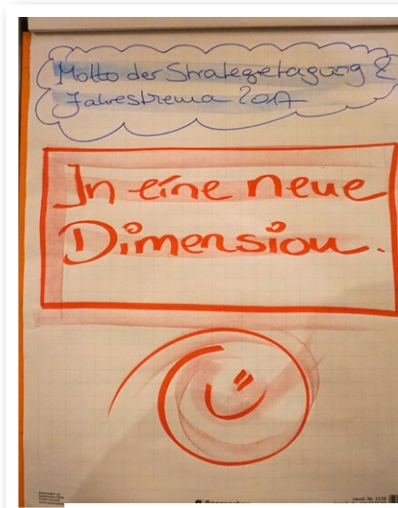 Motto der Strategietagung &
Jahresthema 2017
In eine neue
Dimension.